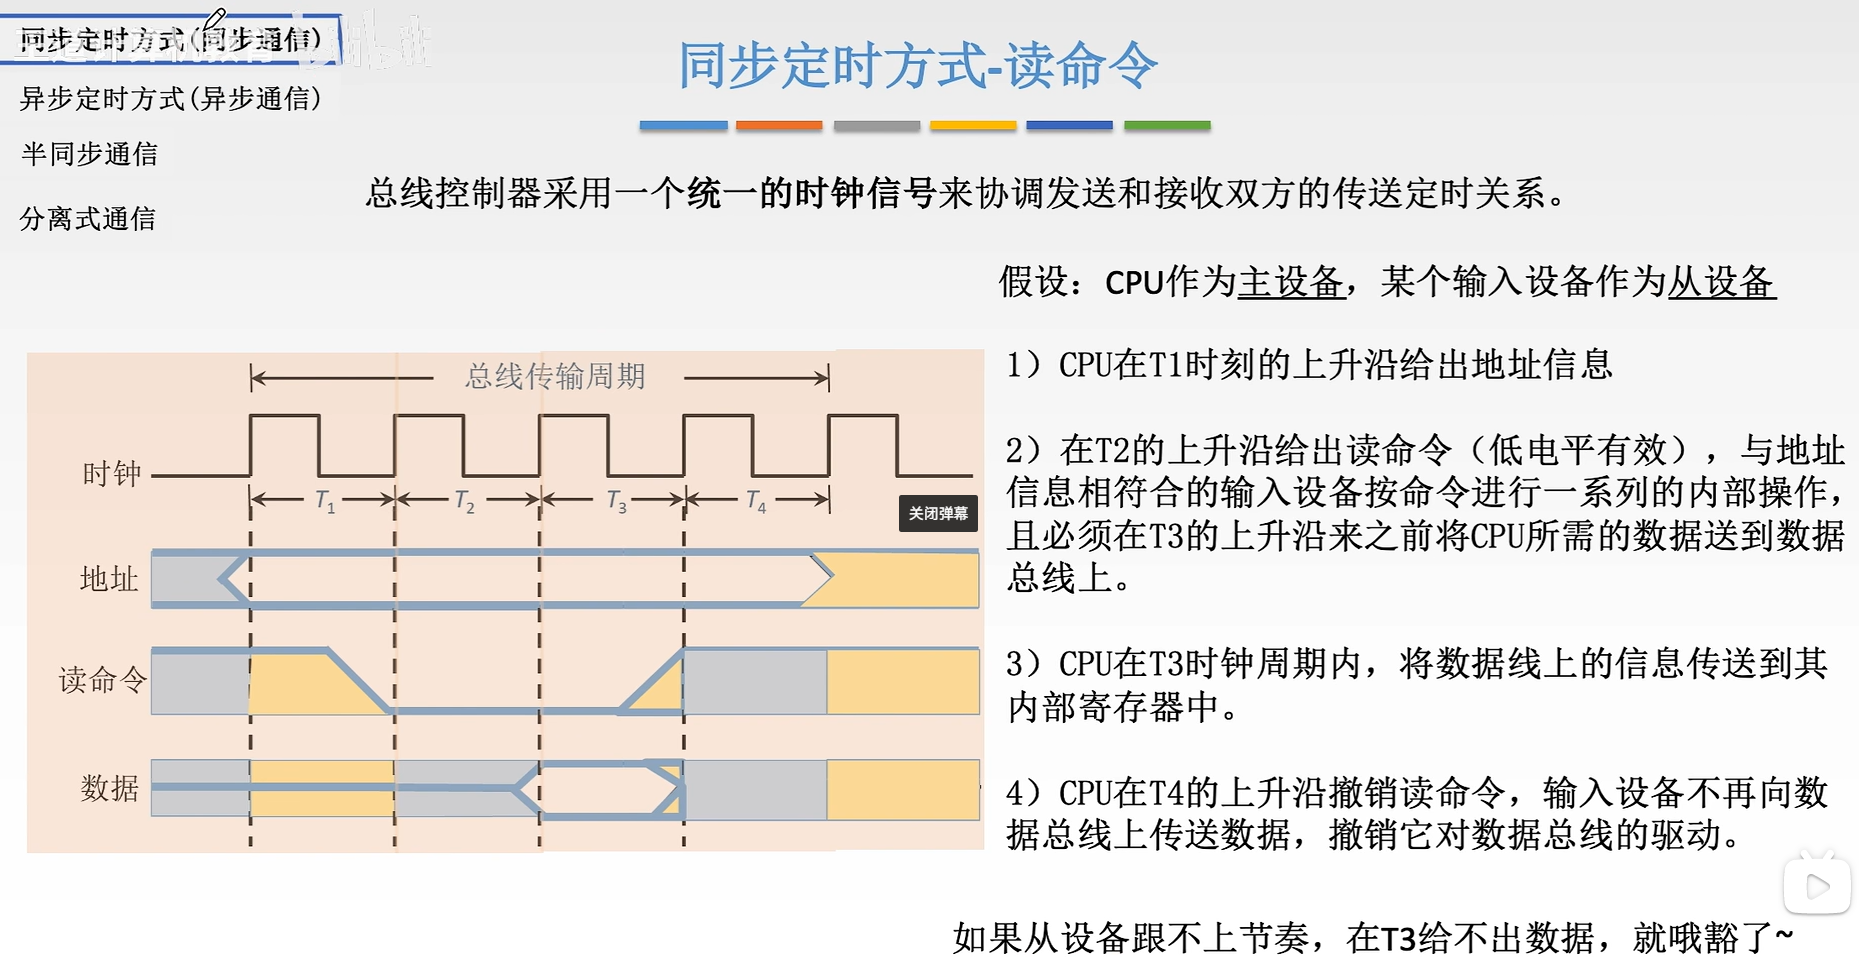 同步定时方式(同步通信)
异步定时方式(异步通信)
半同步通信
分离式通信
同步定时方式-读命令
总线控制器采用一个统一的时钟信号来协调发送和接收双方的传送定时关系。
假设：CPU作为主设备，某个输入设备作为从设备
总线传输周期
时钟
T1
T2
T3
T4
关闭弹幕
地址
读命令
数据
1）CPU在T1时刻的上升沿给出地址信息
2）在T2的上升沿给出读命令（低电平有效），与地址
信息相符合的输入设备按命令进行一系列的内部操作，
且必须在T3的上升沿来之前将CPU所需的数据送到数据
总线上。
3）CPU在T3时钟周期内，将数据线上的信息传送到其
内部寄存器中。
4）CPU在T4的上升沿撤销读命令，输入设备不再向数
据总线上传送数据，撤销它对数据总线的驱动。
如果从设备跟不上节奏，在T3给不出数据，就哦豁了~